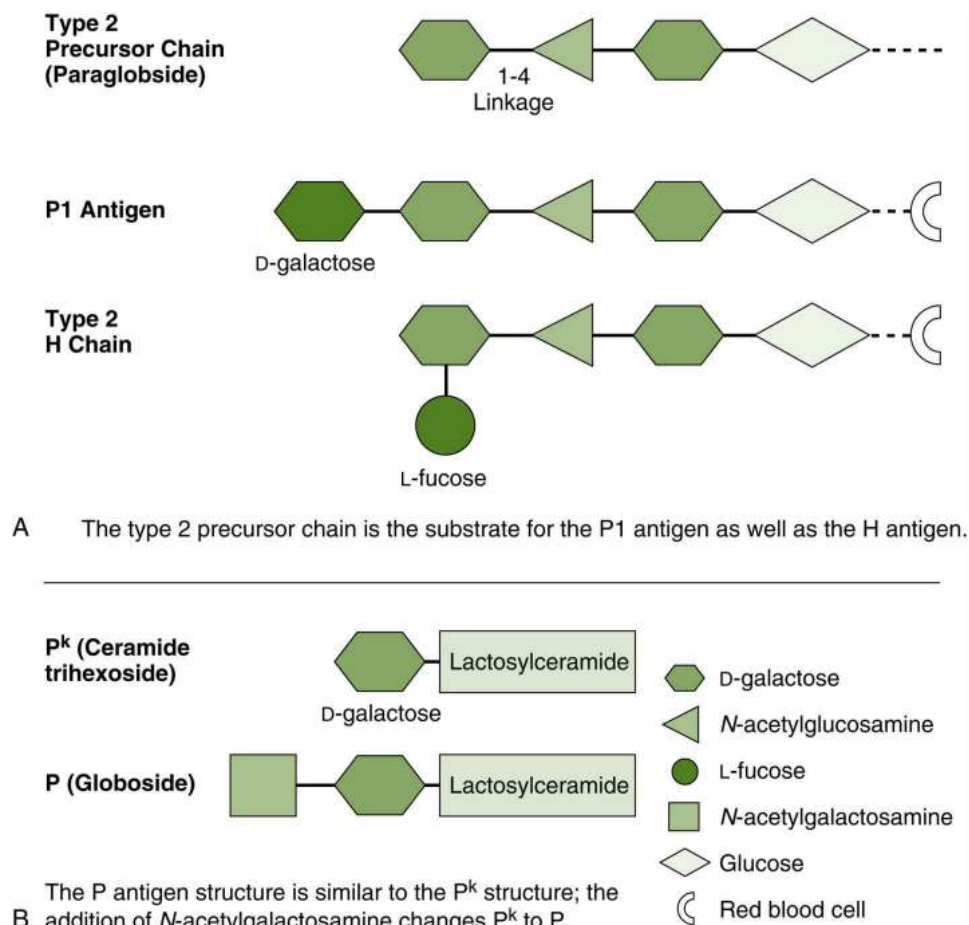 Type 2
Precursor Chain
(Paraglobside)
1-4
Linkage
P1 Antigen
D-galactose
Type 2
H Chain
L-fucose
A The type 2 precursor chain is the substrate for the P1 antigen as well as the H antigen.
Pᵏ (Ceramide
trihexoside)
Lactosylceramide
D-galactose
P (Globoside)
Lactosylceramide
D-galactose
N-acetylglucosamine
L-fucose
N-acetylgalactosamine
Glucose
Red blood cell
The P antigen structure is similar to the Pᵏ structure; the
B addition of N-acetylgalactosamine changes Pᵏ to P.